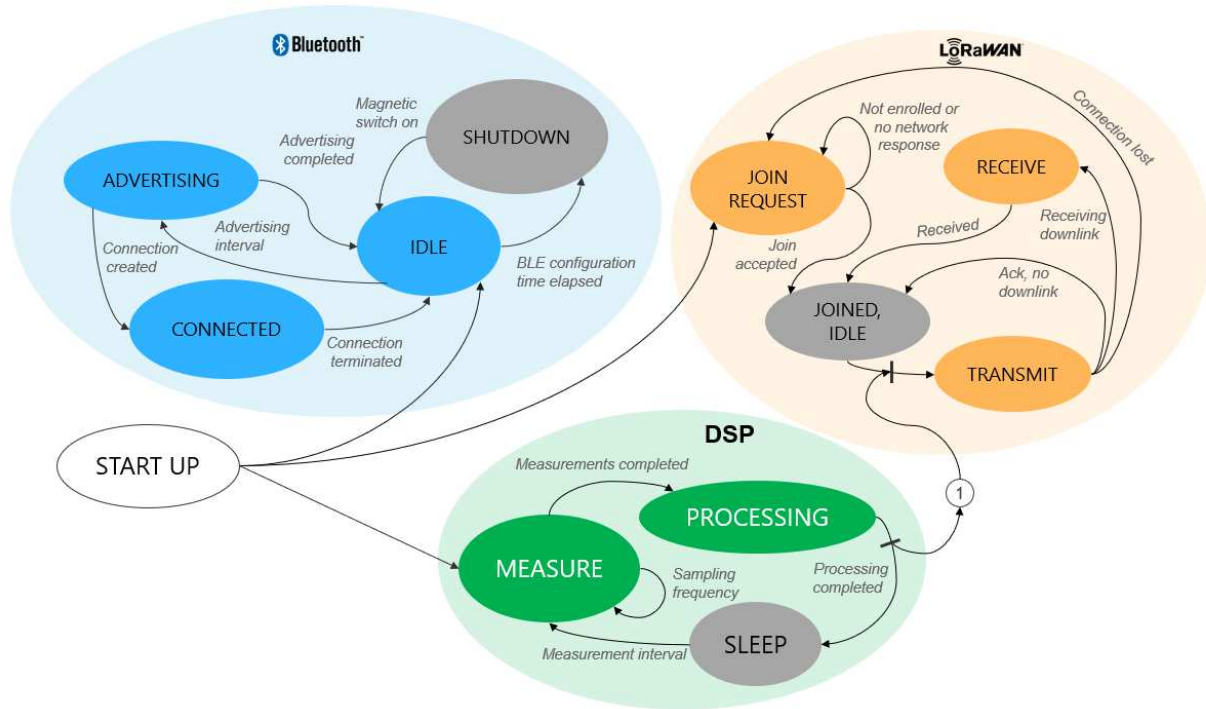 Bluetooth™
Magnetic
switch on
SHUTDOWN
Advertising
completed
ADVERTISING
IDLE
Advertising
interval
Connection
created
BLE configuration
time elapsed
CONNECTED
Connection
terminated
LoRaWAN
Connection lost
Not enrolled or
no network
response
JOIN
REQUEST
RECEIVE
Received
Receiving
downlink
Join
accepted
Ack, no
downlink
JOINED,
IDLE
TRANSMIT
START UP
DSP
Measurements completed
1
PROCESSING
MEASURE
Sampling
frequency
Processing
completed
SLEEP
Measurement interval